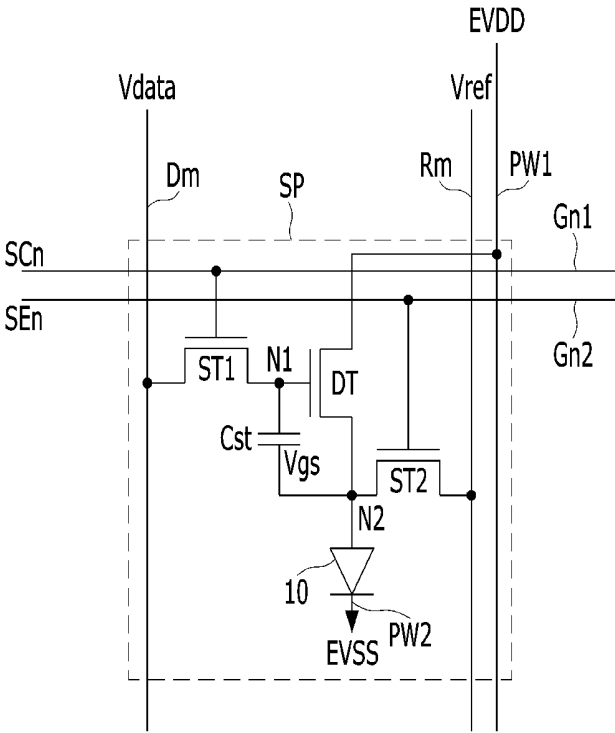 EVDD
Vdata
Vref
Dm
SP
Rm
PW1
Gn1
SCn
SEn
Gn2
ST1
N1
DT
Cst
Vgs
ST2
N2
10
PW2
EVSS